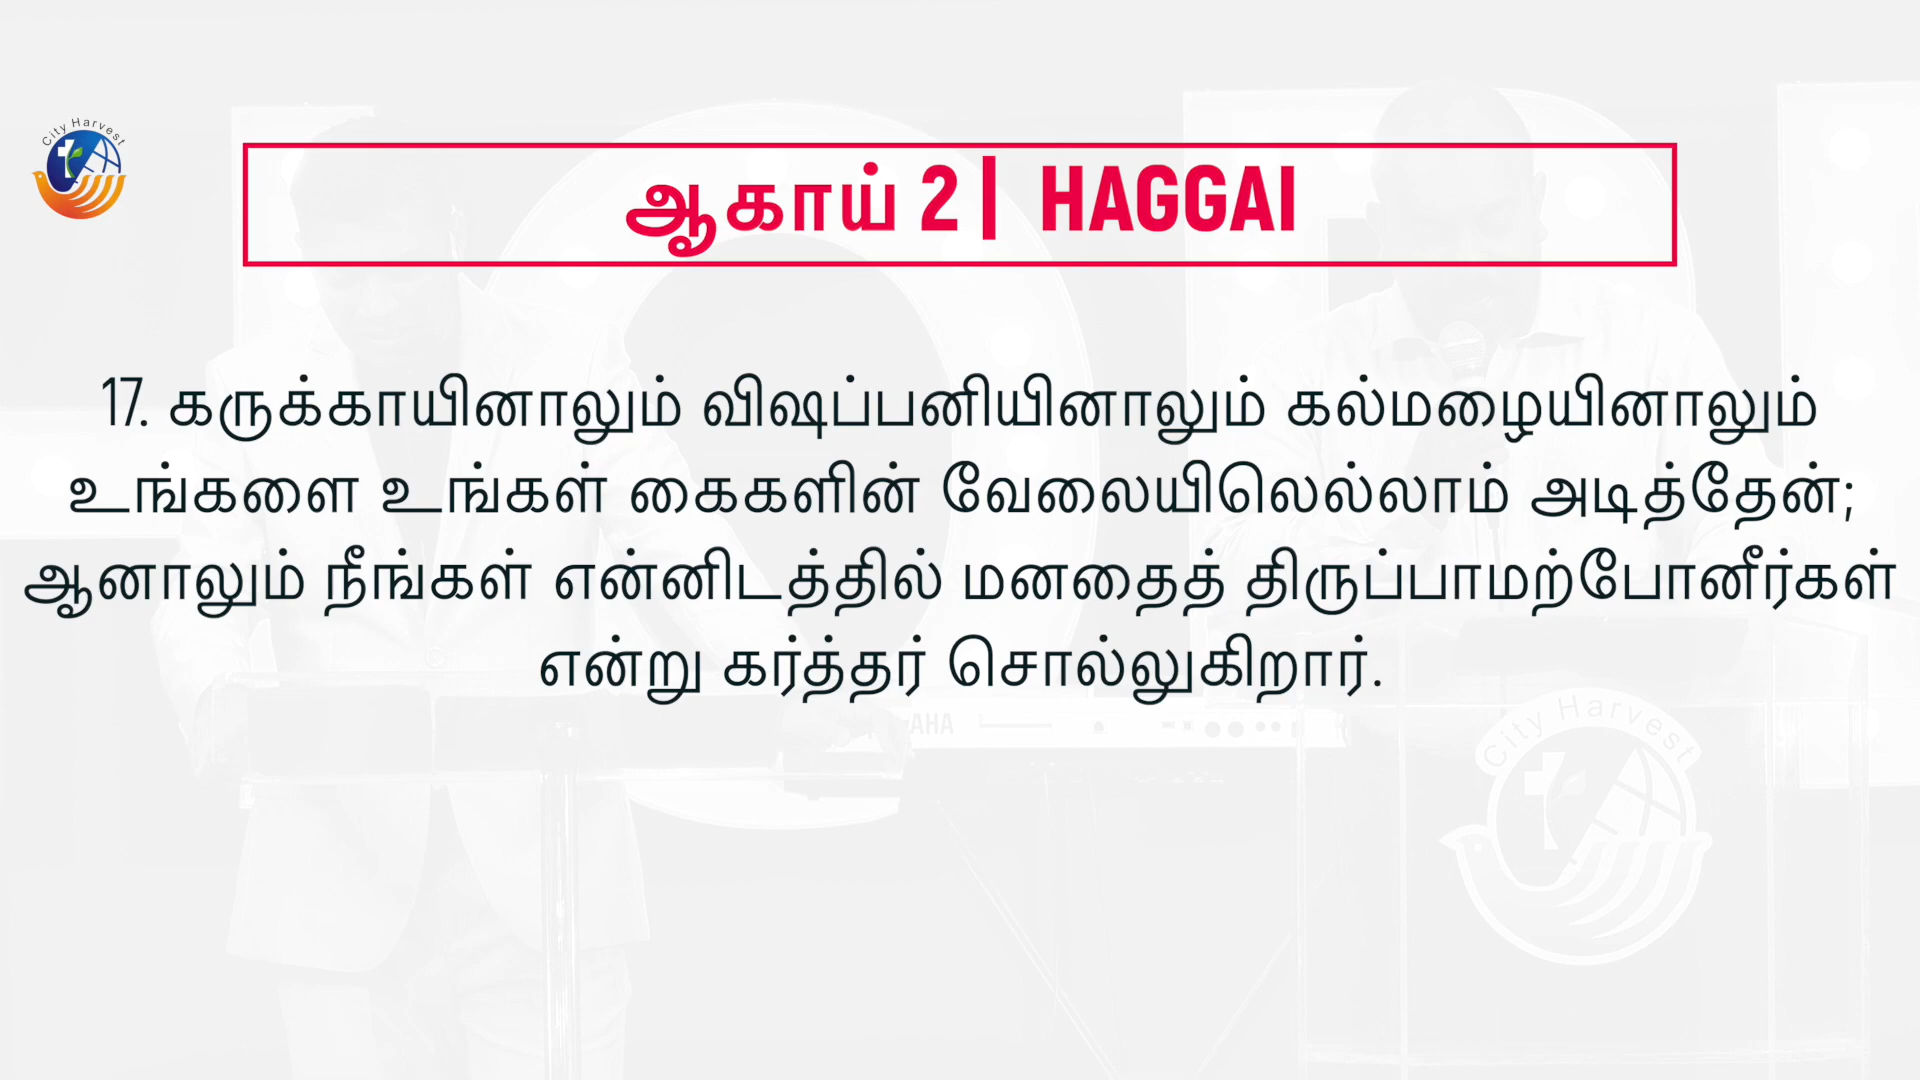 City Harvest
ஆகாய் 2 | HAGGAI
17. கருக்காயினாலும் விஷப்பனியினாலும் கல்மழையினாலும்
உங்களை உங்கள் கைகளின் வேலையிலெல்லாம் அடித்தேன்;
ஆனாலும் நீங்கள் என்னிடத்தில் மனதைத் திருப்பாமற்போனீர்கள்
என்று கர்த்தர் சொல்லுகிறார்.
City Harvest